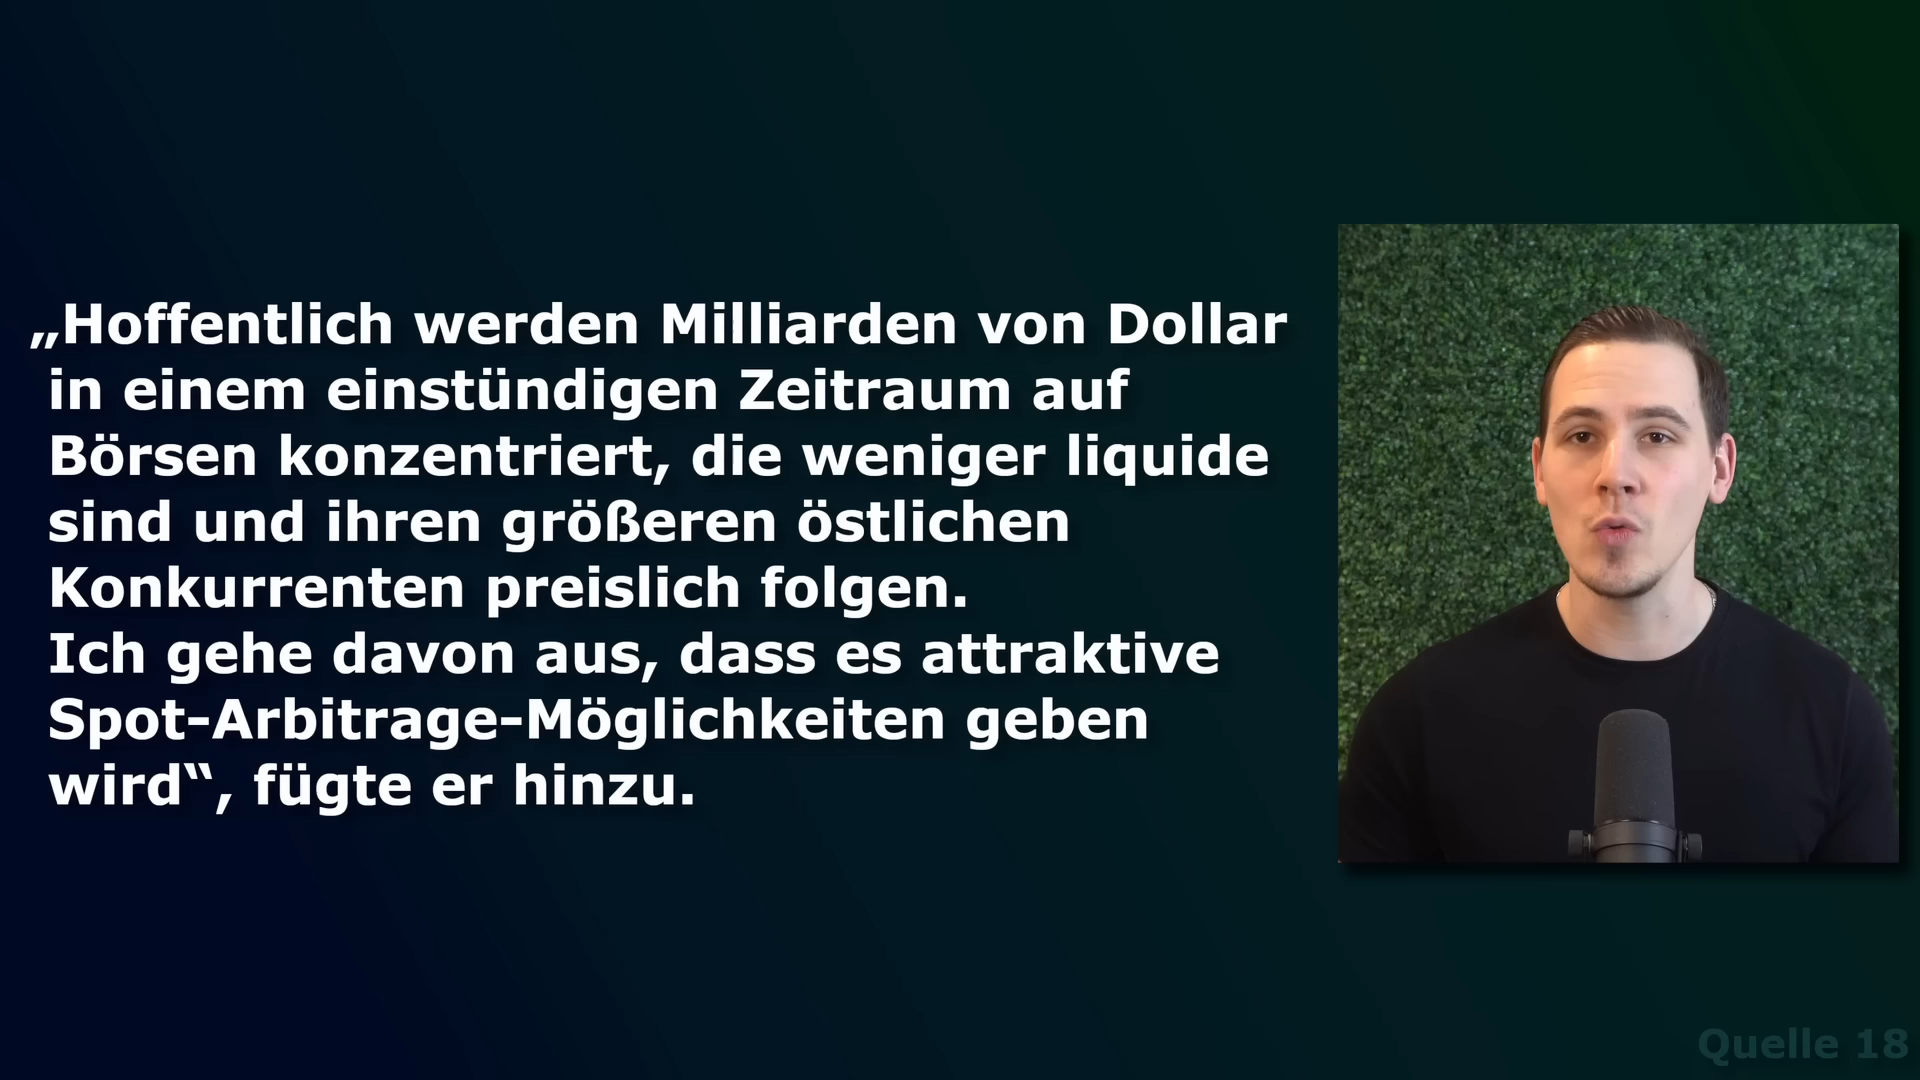 „Hoffentlich werden Milliarden von Dollar
in einem einstündigen Zeitraum auf
Börsen konzentriert, die weniger liquide
sind und ihren größeren östlichen
Konkurrenten preislich folgen.
Ich gehe davon aus, dass es attraktive
Spot-Arbitrage-Möglichkeiten geben
wird“, fügte er hinzu.
Quelle 18